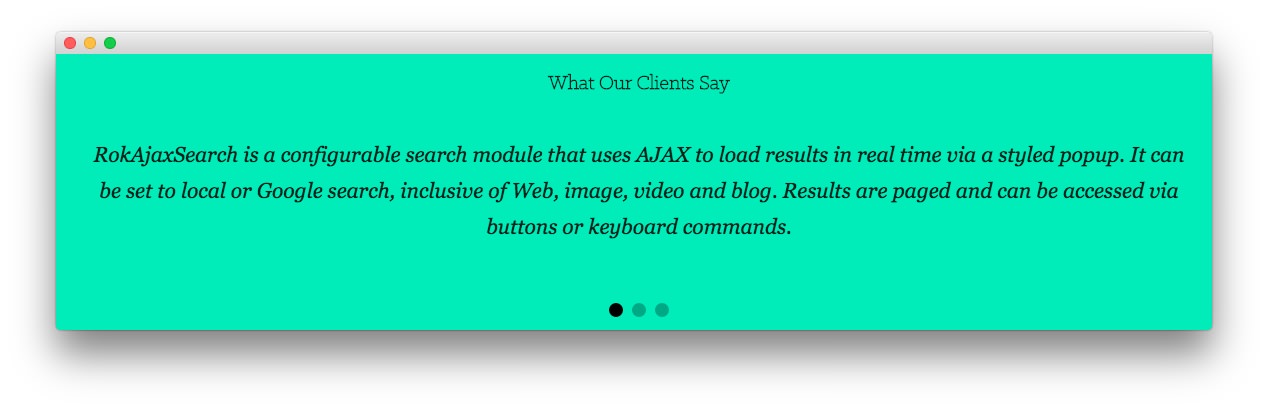 What Our Clients Say
RokAjaxSearch is a configurable search module that uses AJAX to load results in real time via a styled popup. It can
be set to local or Google search, inclusive of Web, image, video and blog. Results are paged and can be accessed via
buttons or keyboard commands.